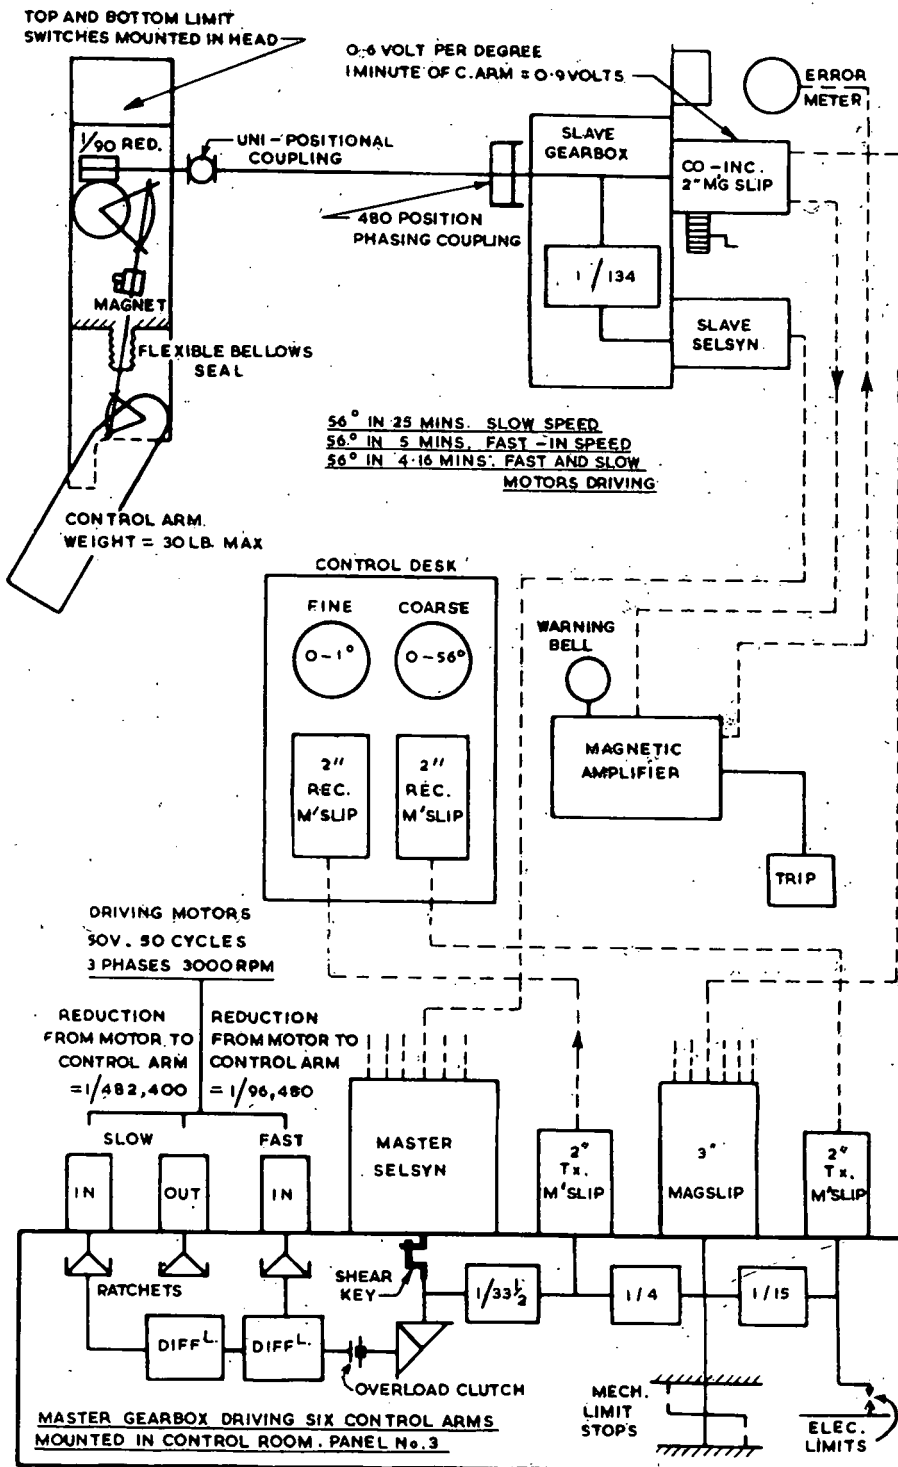 TOP AND BOTTOM LIMIT
SWITCHES MOUNTED IN HEAD
0·6 VOLT PER DEGREE
1 MINUTE OF C.ARM = 0·9 VOLTS
ERROR
METER
1/90 RED.
UNI-POSITIONAL
COUPLING
SLAVE
GEARBOX
CO-INC.
2" MG SLIP
480 POSITION
PHASING COUPLING
1/134
MAGNET
SLAVE
SELSYN
FLEXIBLE BELLOWS
SEAL
56° IN 25 MINS. SLOW SPEED
56° IN 5 MINS. FAST-IN SPEED
56° IN 4·16 MINS. FAST AND SLOW
MOTORS DRIVING
CONTROL ARM.
WEIGHT = 30 LB. MAX
CONTROL DESK
FINE
COARSE
0-1°
0-56°
WARNING
BELL
2"
REC.
M'SLIP
2"
REC.
M'SLIP
MAGNETIC
AMPLIFIER
TRIP
DRIVING MOTORS
50V. 50 CYCLES
3 PHASES 3000 RPM
REDUCTION
FROM MOTOR TO
CONTROL ARM
=1/482,400
REDUCTION
FROM MOTOR TO
CONTROL ARM
=1/96,480
SLOW
FAST
IN
OUT
IN
MASTER
SELSYN
2"
Tx.
M'SLIP
3"
MAGSLIP
2"
Tx.
M'SLIP
RATCHETS
SHEAR
KEY
1/33½
1/4
1/15
DIFFL.
DIFFL.
OVERLOAD CLUTCH
MECH.
LIMIT
STOPS
ELEC.
LIMITS
MASTER GEARBOX DRIVING SIX CONTROL ARMS
MOUNTED IN CONTROL ROOM. PANEL No. 3